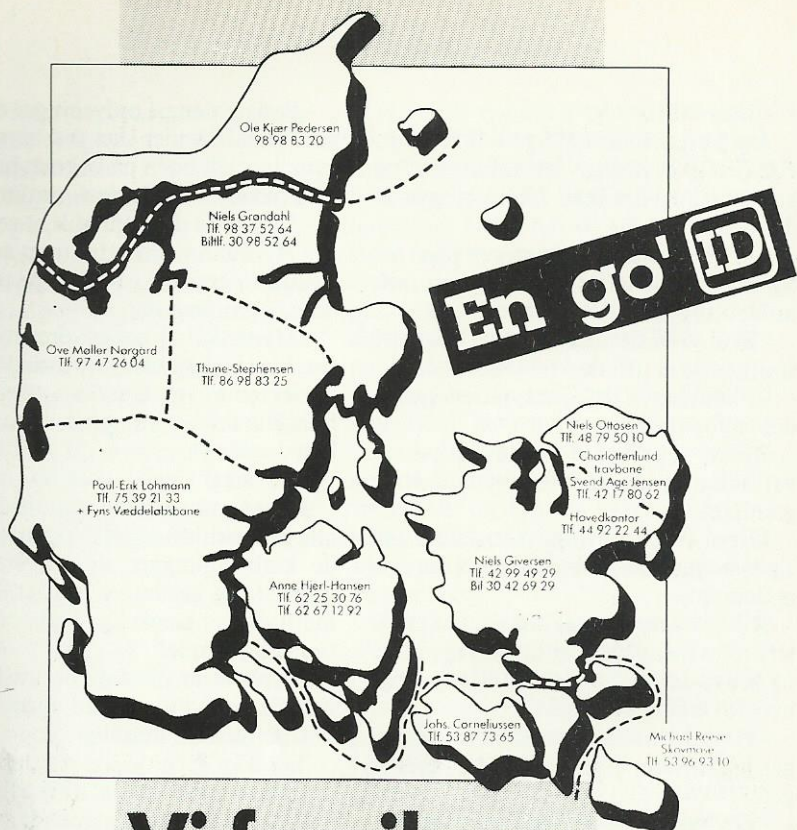 Ole Kjær Pedersen
98 98 83 20
Niels Grøndahl
Tlf. 98 37 52 64
Biltlf. 30 98 52 64
En go' ID
Ove Møller Nørgård
Tlf. 97 47 26 04
Thune-Stephensen
Tlf. 86 98 83 25
Niels Ottosen
Tlf. 48 79 50 10
Charlottenlund
travbane
Svend Åge Jensen
Tlf. 42 17 80 62
Hovedkontor
Tlf. 44 92 22 44
Poul-Erik Lohmann
Tlf. 75 39 21 33
+ Fyns Væddeløbsbane
Niels Giversen
Tlf. 42 99 49 29
Bil 30 42 69 29
Anne Hjerl-Hansen
Tlf. 62 25 30 76
Tlf. 62 67 12 92
Johs. Corneliussen
Tlf. 53 87 73 65
Michael Reese
Skovmose
Tlf. 53 96 93 10